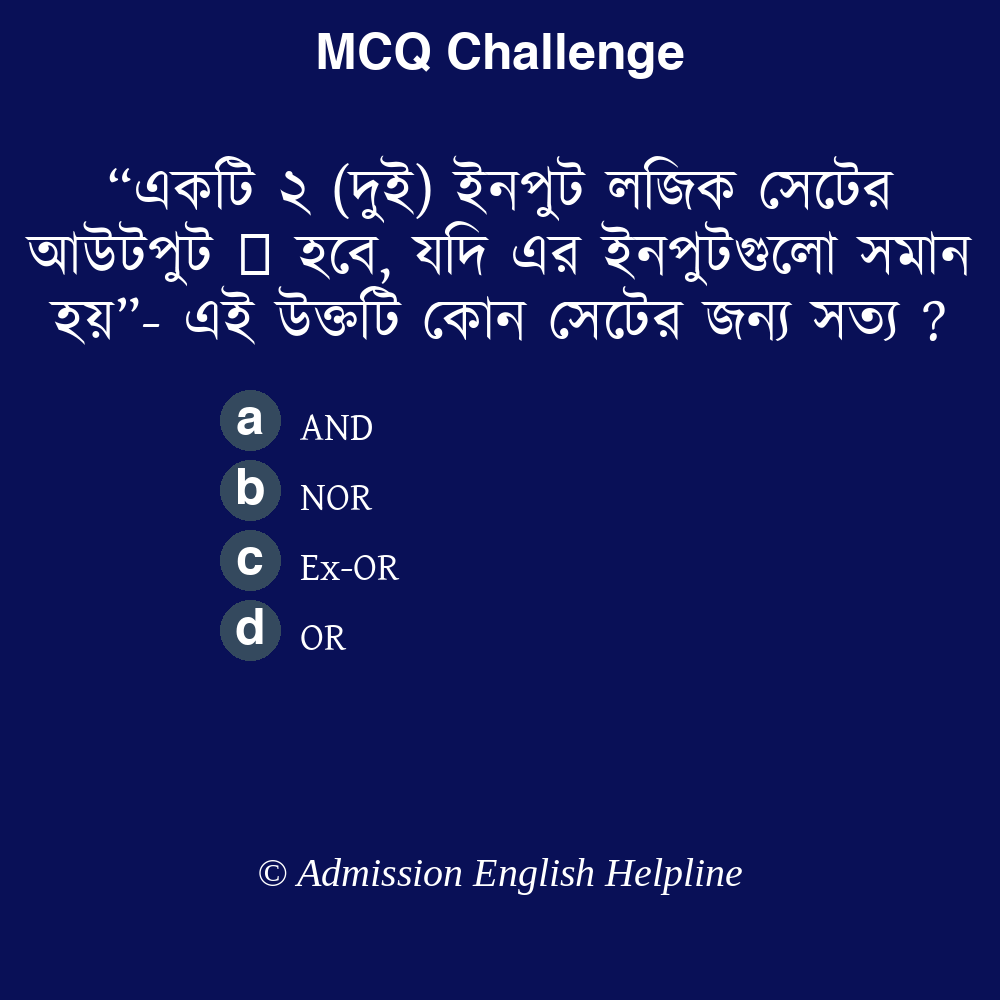 MCQ Challenge
“একটি ২ (দুই) ইনপুট লজিক সেটের
আউটপুট ▯ হবে, যদি এর ইনপুটগুলো সমান
হয়”- এই উক্তটি কোন সেটের জন্য সত্য ?
a AND
b NOR
c Ex-OR
d OR
© Admission English Helpline